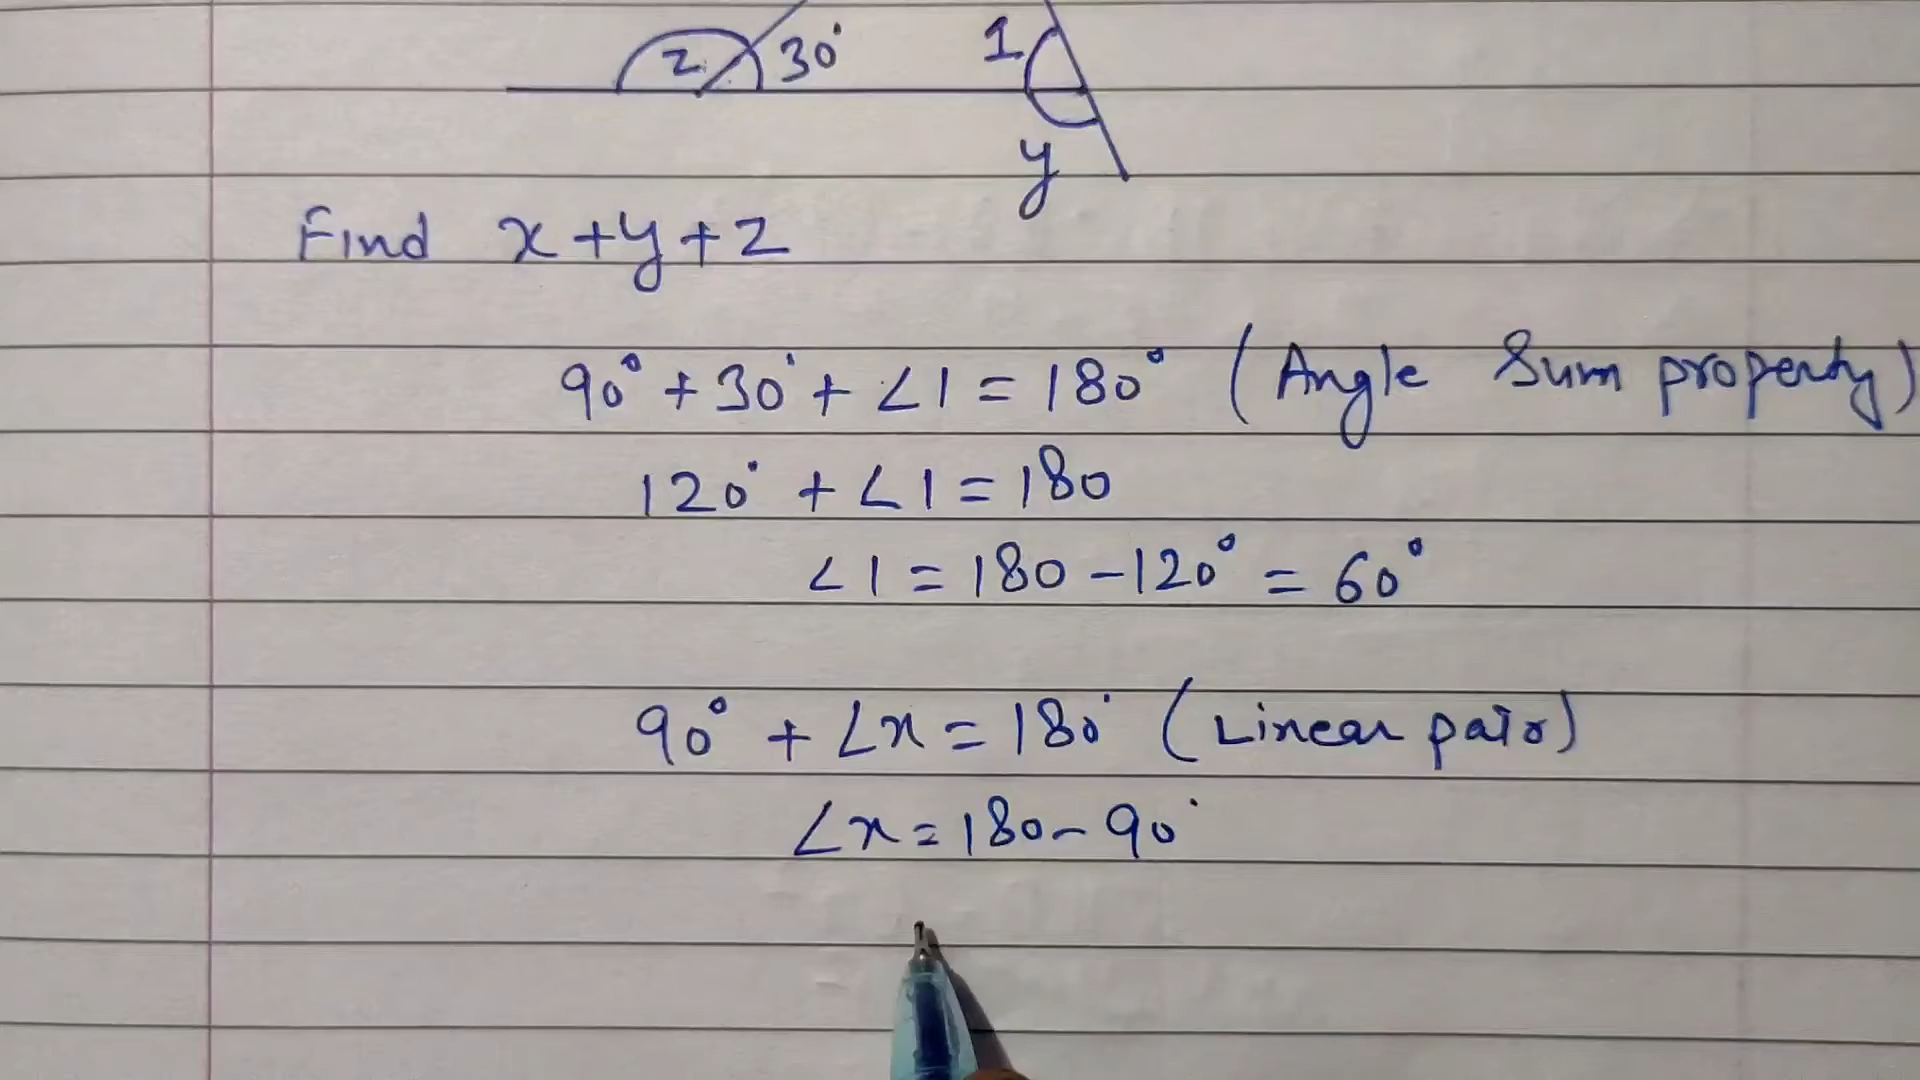 z 30° 1
y
Find x+y+z
90° + 30° + ∠1 = 180° (Angle Sum property)
120° + ∠1 = 180
∠1 = 180 - 120° = 60°
90° + ∠x = 180° (Linear pair)
∠x = 180 - 90°